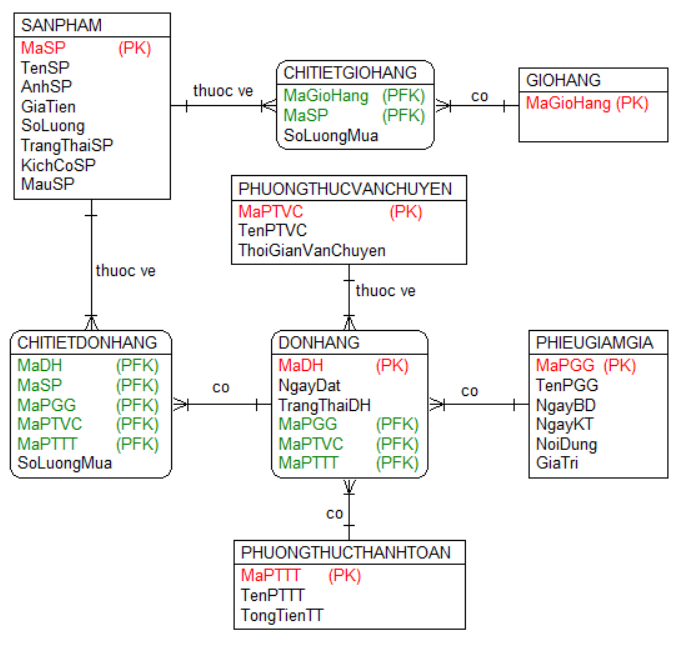 SANPHAM
MaSP (PK)
TenSP
AnhSP
GiaTien
SoLuong
TrangThaiSP
KichCoSP
MauSP
thuoc ve
CHITIETGIOHANG
MaGioHang (PFK)
MaSP (PFK)
SoLuongMua
co
GIOHANG
MaGioHang (PK)
PHUONGTHUCVANCHUYEN
MaPTVC (PK)
TenPTVC
ThoiGianVanChuyen
thuoc ve
thuoc ve
CHITIETDONHANG
MaDH (PFK)
MaSP (PFK)
MaPGG (PFK)
MaPTVC (PFK)
MaPTTT (PFK)
SoLuongMua
co
DONHANG
MaDH (PK)
NgayDat
TrangThaiDH
MaPGG (PFK)
MaPTVC (PFK)
MaPTTT (PFK)
co
PHIEUGIAMGIA
MaPGG (PK)
TenPGG
NgayBD
NgayKT
NoiDung
GiaTri
co
PHUONGTHUCTHANHTOAN
MaPTTT (PK)
TenPTTT
TongTienTT